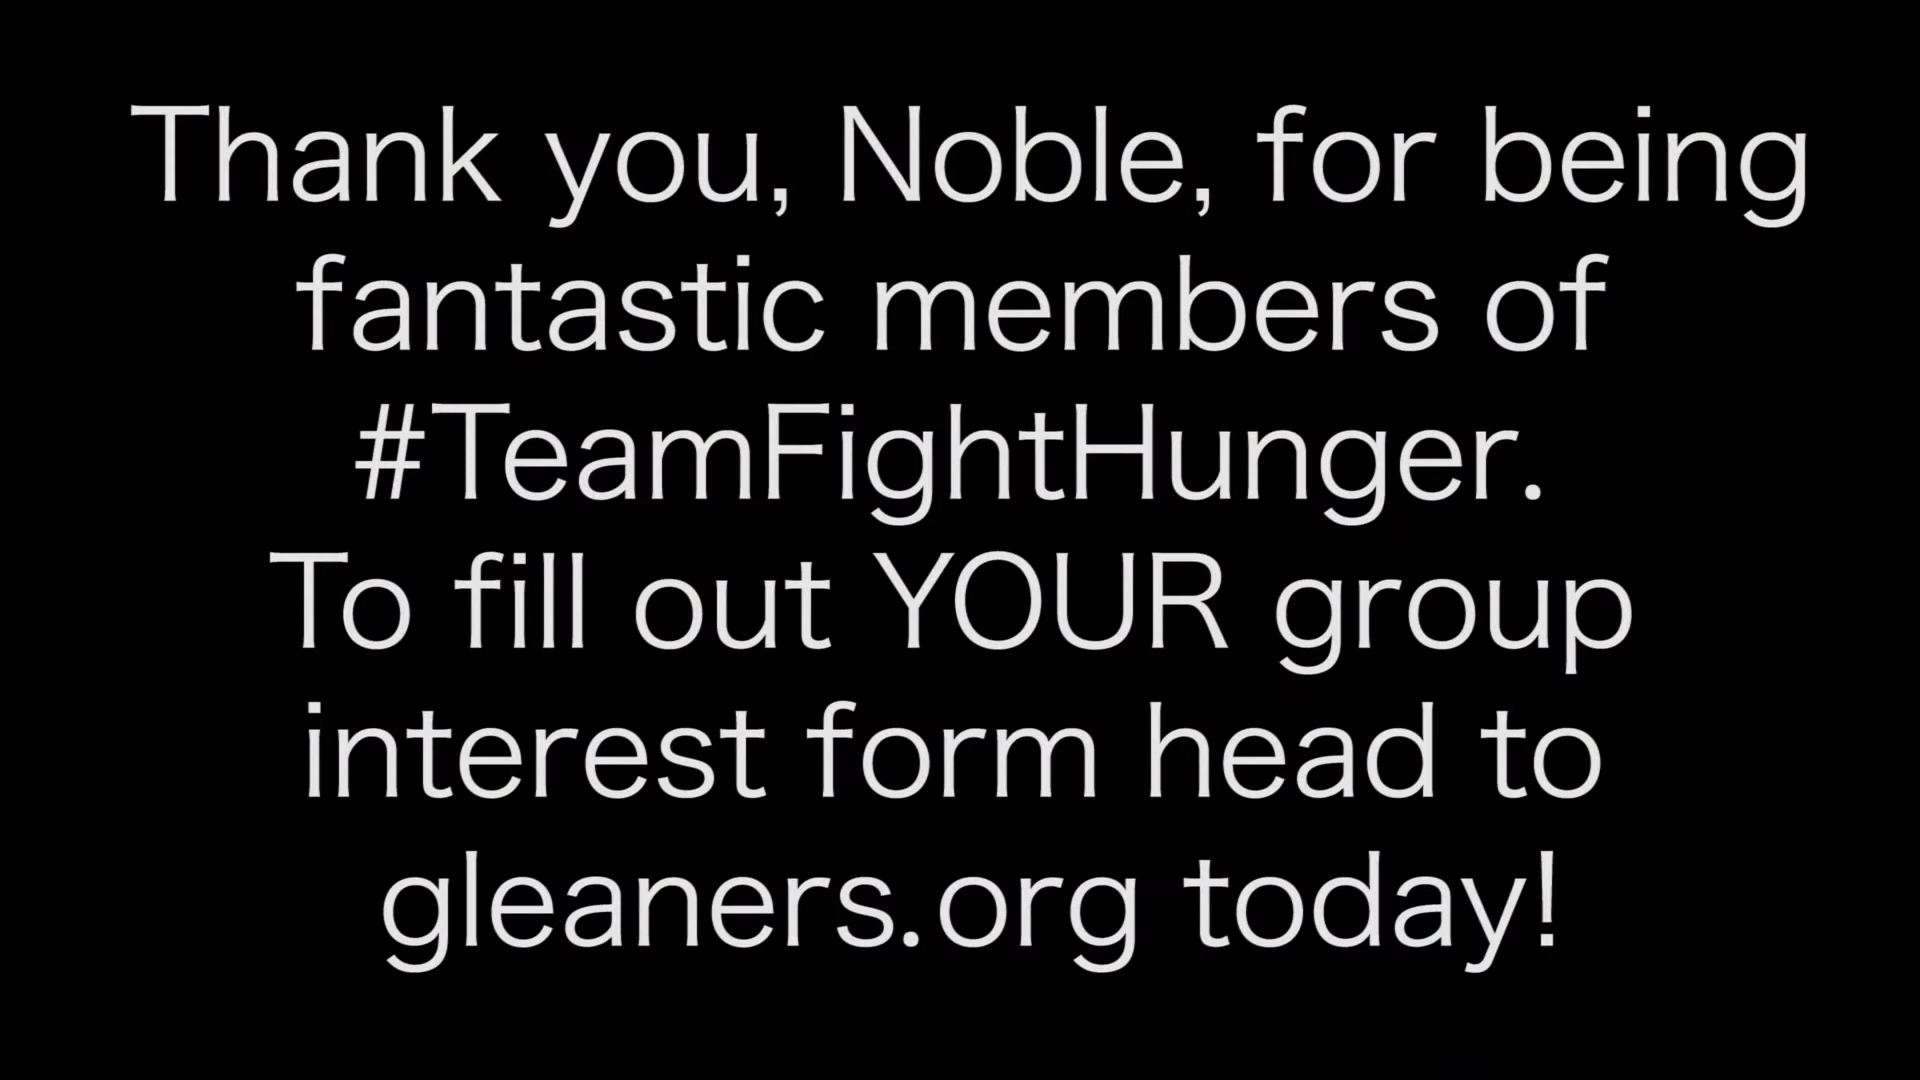 Thank you, Noble, for being
fantastic members of
#TeamFightHunger.
To fill out YOUR group
interest form head to
gleaners.org today!